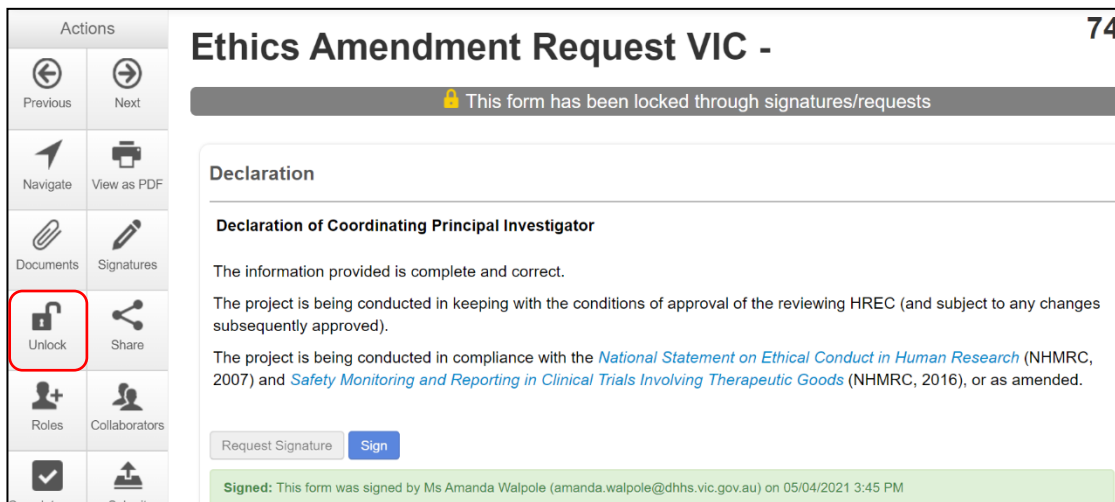 Actions
Previous
Next
Navigate
View as PDF
Documents
Signatures
Unlock
Share
Roles
Collaborators
Ethics Amendment Request VIC -
74
This form has been locked through signatures/requests
Declaration
Declaration of Coordinating Principal Investigator
The information provided is complete and correct.
The project is being conducted in keeping with the conditions of approval of the reviewing HREC (and subject to any changes
subsequently approved).
The project is being conducted in compliance with the National Statement on Ethical Conduct in Human Research (NHMRC,
2007) and Safety Monitoring and Reporting in Clinical Trials Involving Therapeutic Goods (NHMRC, 2016), or as amended.
Request Signature
Sign
Signed: This form was signed by Ms Amanda Walpole (amanda.walpole@dhhs.vic.gov.au) on 05/04/2021 3:45 PM